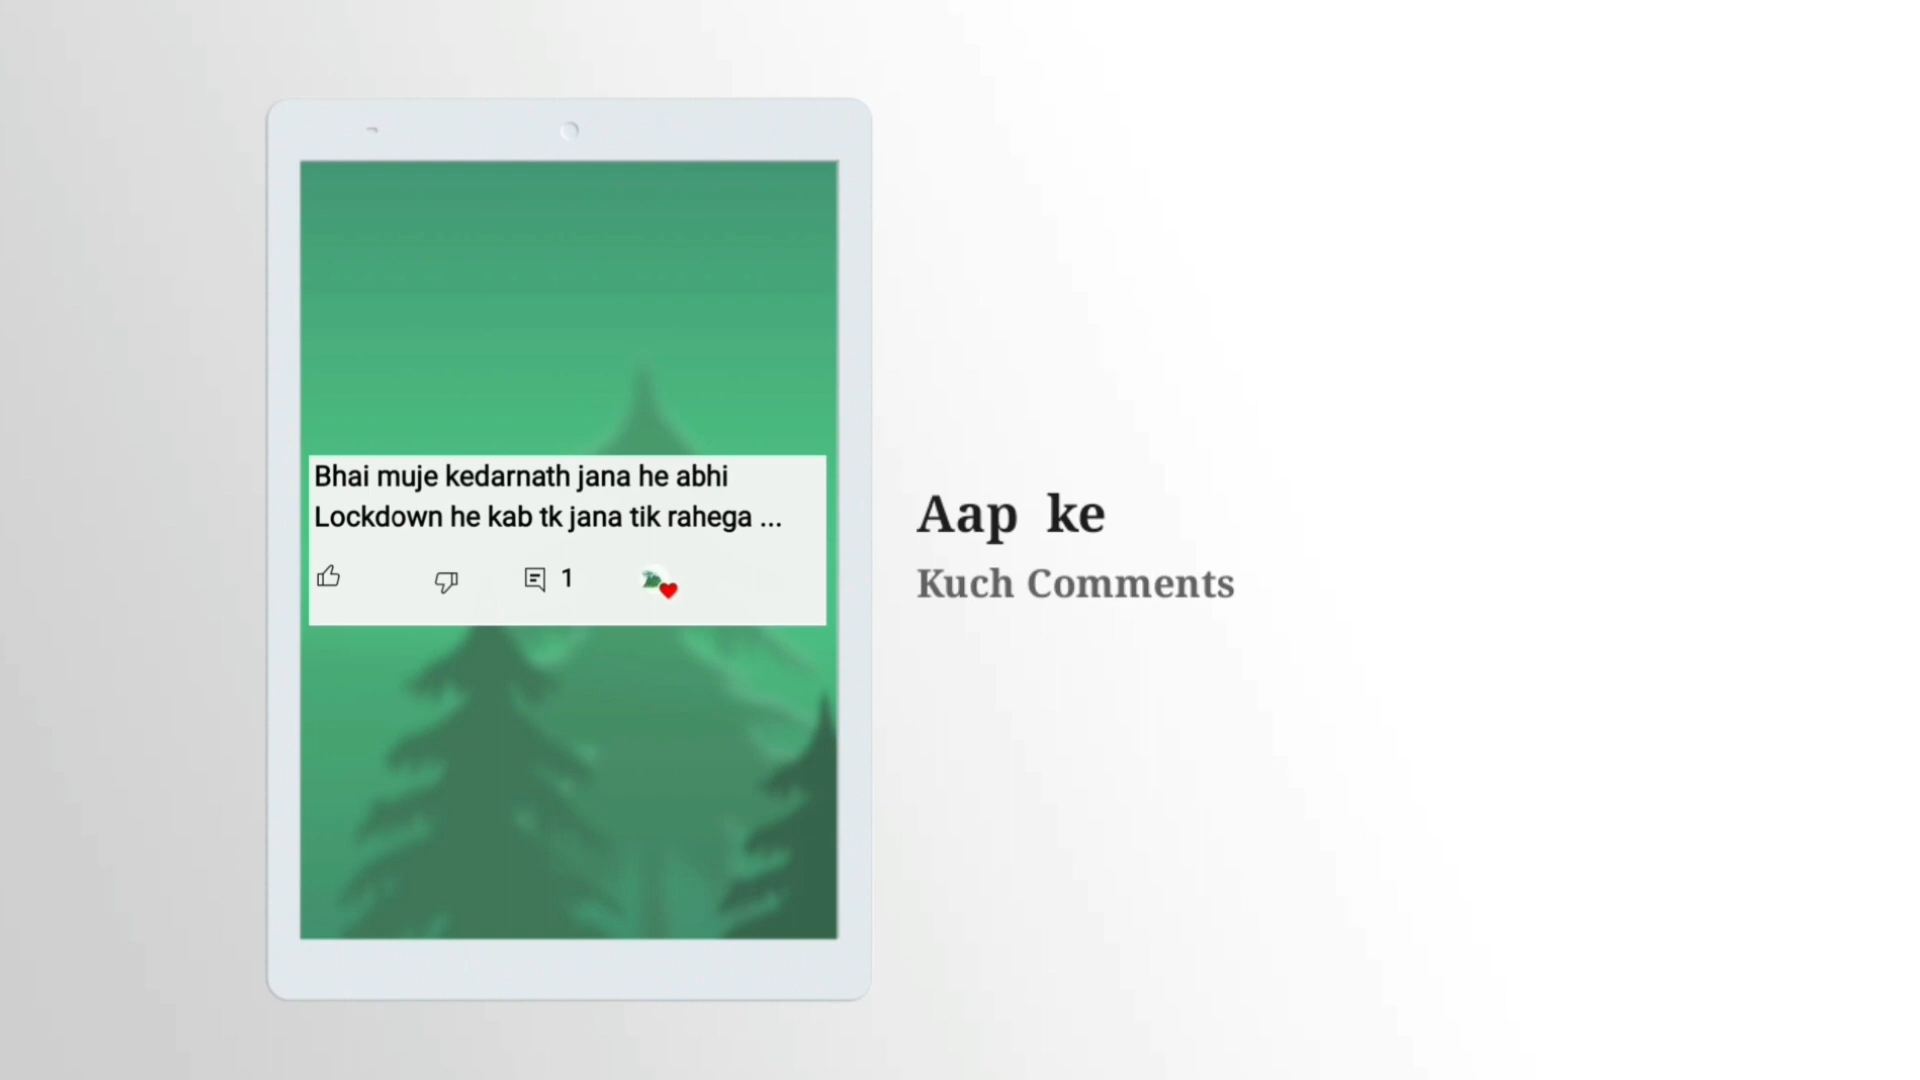 Bhai muje kedarnath jana he abhi
Lockdown he kab tk jana tik rahega ...
1
Aap ke
Kuch Comments